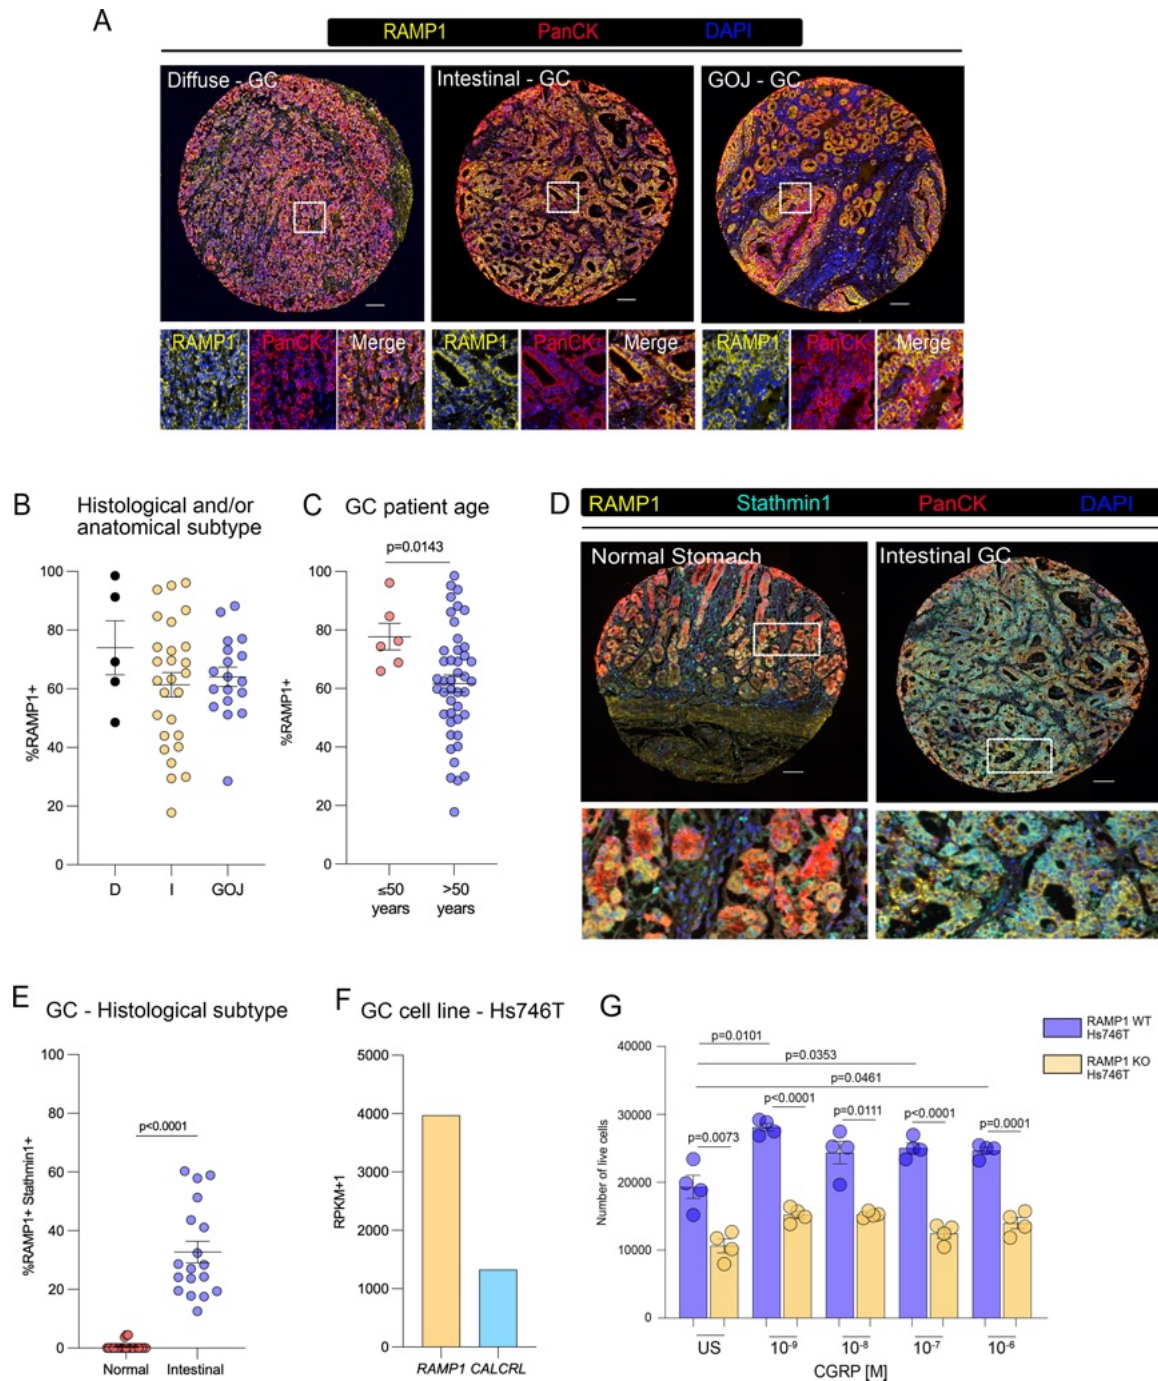 A
RAMP1 PanCK DAPI
Diffuse - GC
Intestinal - GC
GOJ - GC
RAMP1 PanCK Merge
RAMP1 PanCK Merge
RAMP1 PanCK Merge
B Histological and/or
anatomical subtype
%RAMP1+
100
80
60
40
20
0
D I GOJ
C GC patient age
p=0.0143
%RAMP1+
100
80
60
40
20
0
≤50
years
>50
years
D
RAMP1 Stathmin1 PanCK DAPI
Normal Stomach
Intestinal GC
E GC - Histological subtype
%RAMP1+ Stathmin1+
100
80
60
40
20
0
p<0.0001
Normal Intestinal
F GC cell line - Hs746T
RPKM+1
5000
4000
3000
2000
1000
0
RAMP1 CALCRL
G
RAMP1 WT
Hs746T
RAMP1 KO
Hs746T
Number of live cells
40000
30000
20000
10000
0
p=0.0101
p=0.0353
p=0.0461
p=0.0073
p<0.0001
p=0.0111
p<0.0001
p=0.0001
US 10⁻⁹ 10⁻⁸ 10⁻⁷ 10⁻⁶
CGRP [M]